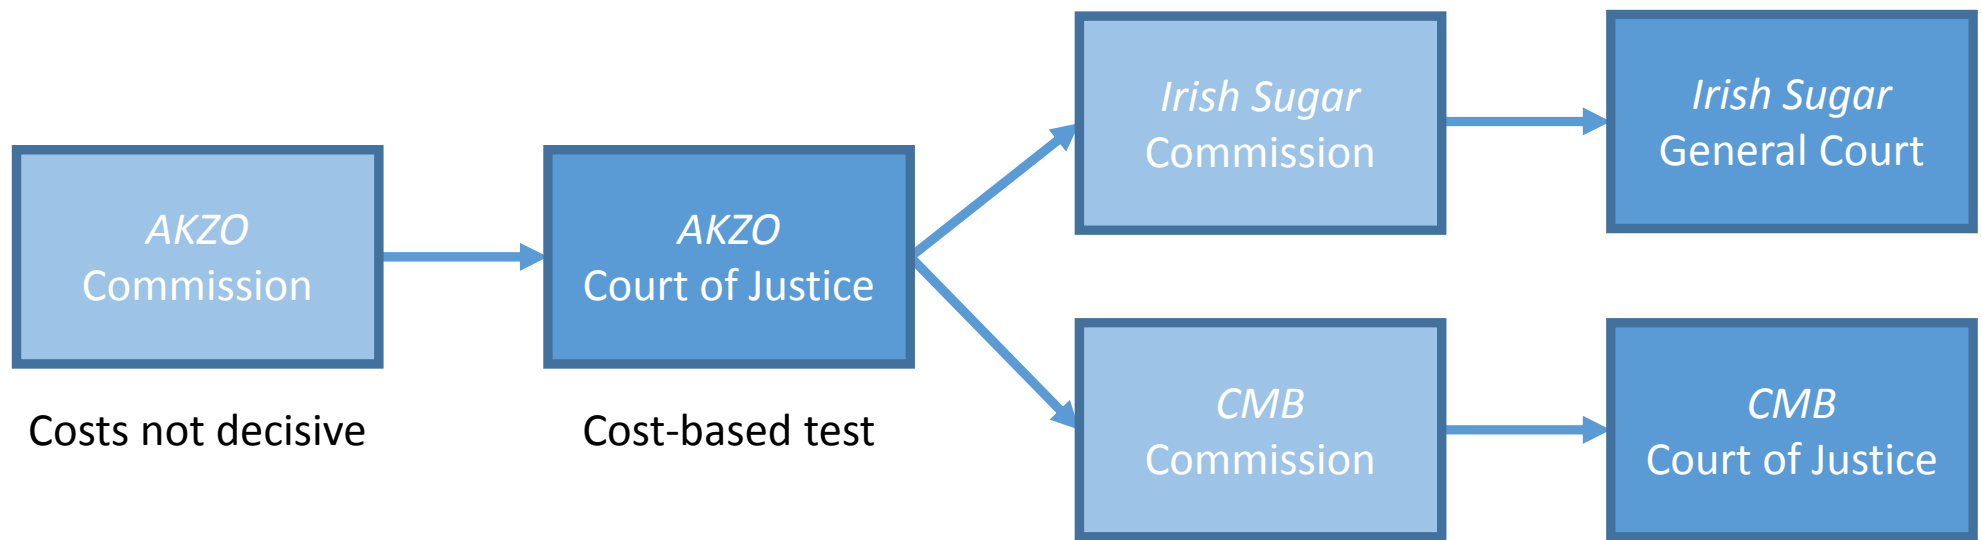 AKZO
Commission
Costs not decisive
AKZO
Court of Justice
Cost-based test
Irish Sugar
Commission
Irish Sugar
General Court
CMB
Commission
CMB
Court of Justice